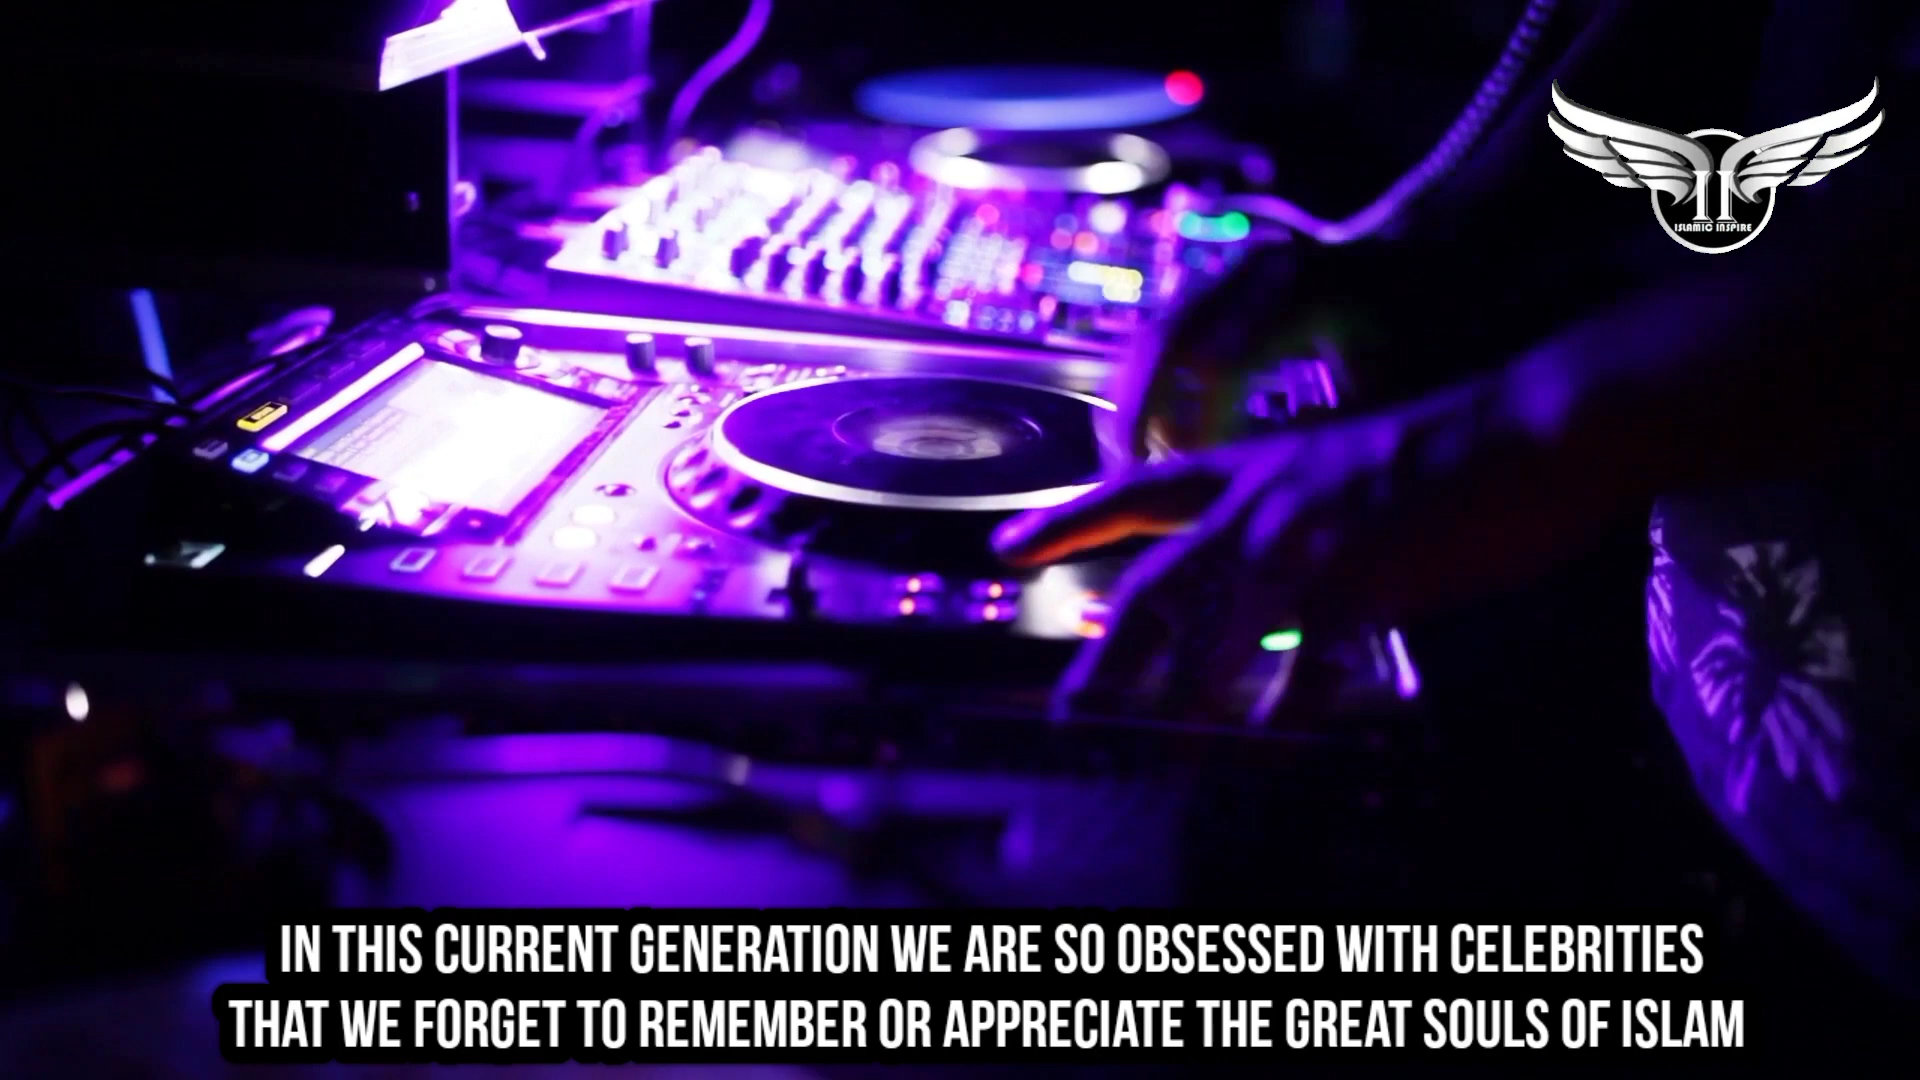 II
ISLAMIC INSPIRE
IN THIS CURRENT GENERATION WE ARE SO OBSESSED WITH CELEBRITIES
THAT WE FORGET TO REMEMBER OR APPRECIATE THE GREAT SOULS OF ISLAM